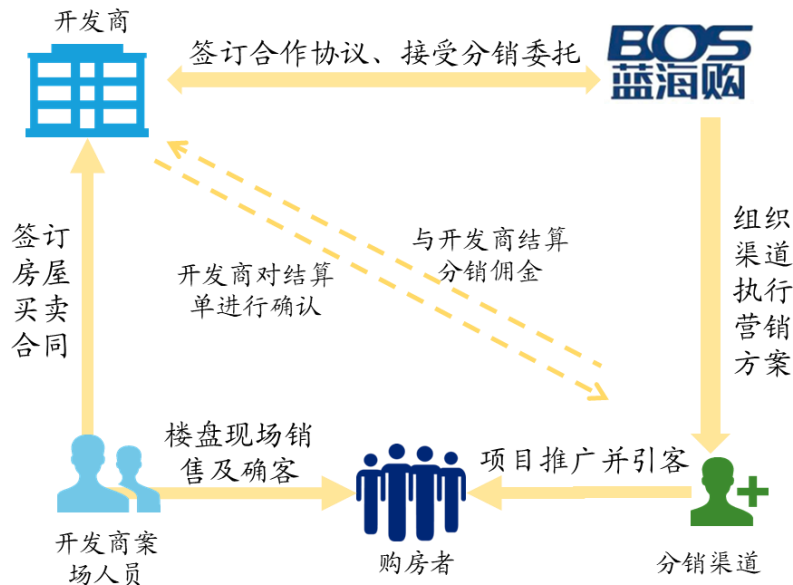 开发商
签订合作协议、接受分销委托
BOS
蓝海购
签订
房屋
买卖
合同
与开发商结算
分销佣金
开发商对结算
单进行确认
组织
渠道
执行
营销
方案
楼盘现场销
售及确客
项目推广并引客
开发商案
场人员
购房者
分销渠道